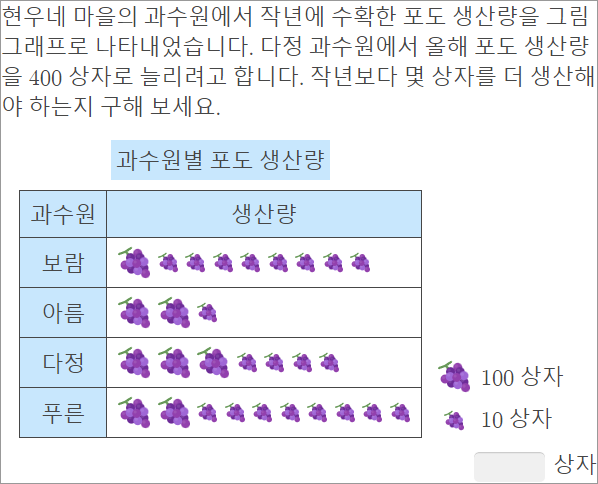 현우네 마을의 과수원에서 작년에 수확한 포도 생산량을 그림
그래프로 나타내었습니다. 다정 과수원에서 올해 포도 생산량
을 400 상자로 늘리려고 합니다. 작년보다 몇 상자를 더 생산해
야 하는지 구해 보세요.
과수원별 포도 생산량
과수원 생산량
보람
아름
다정
푸른
100 상자
10 상자
상자